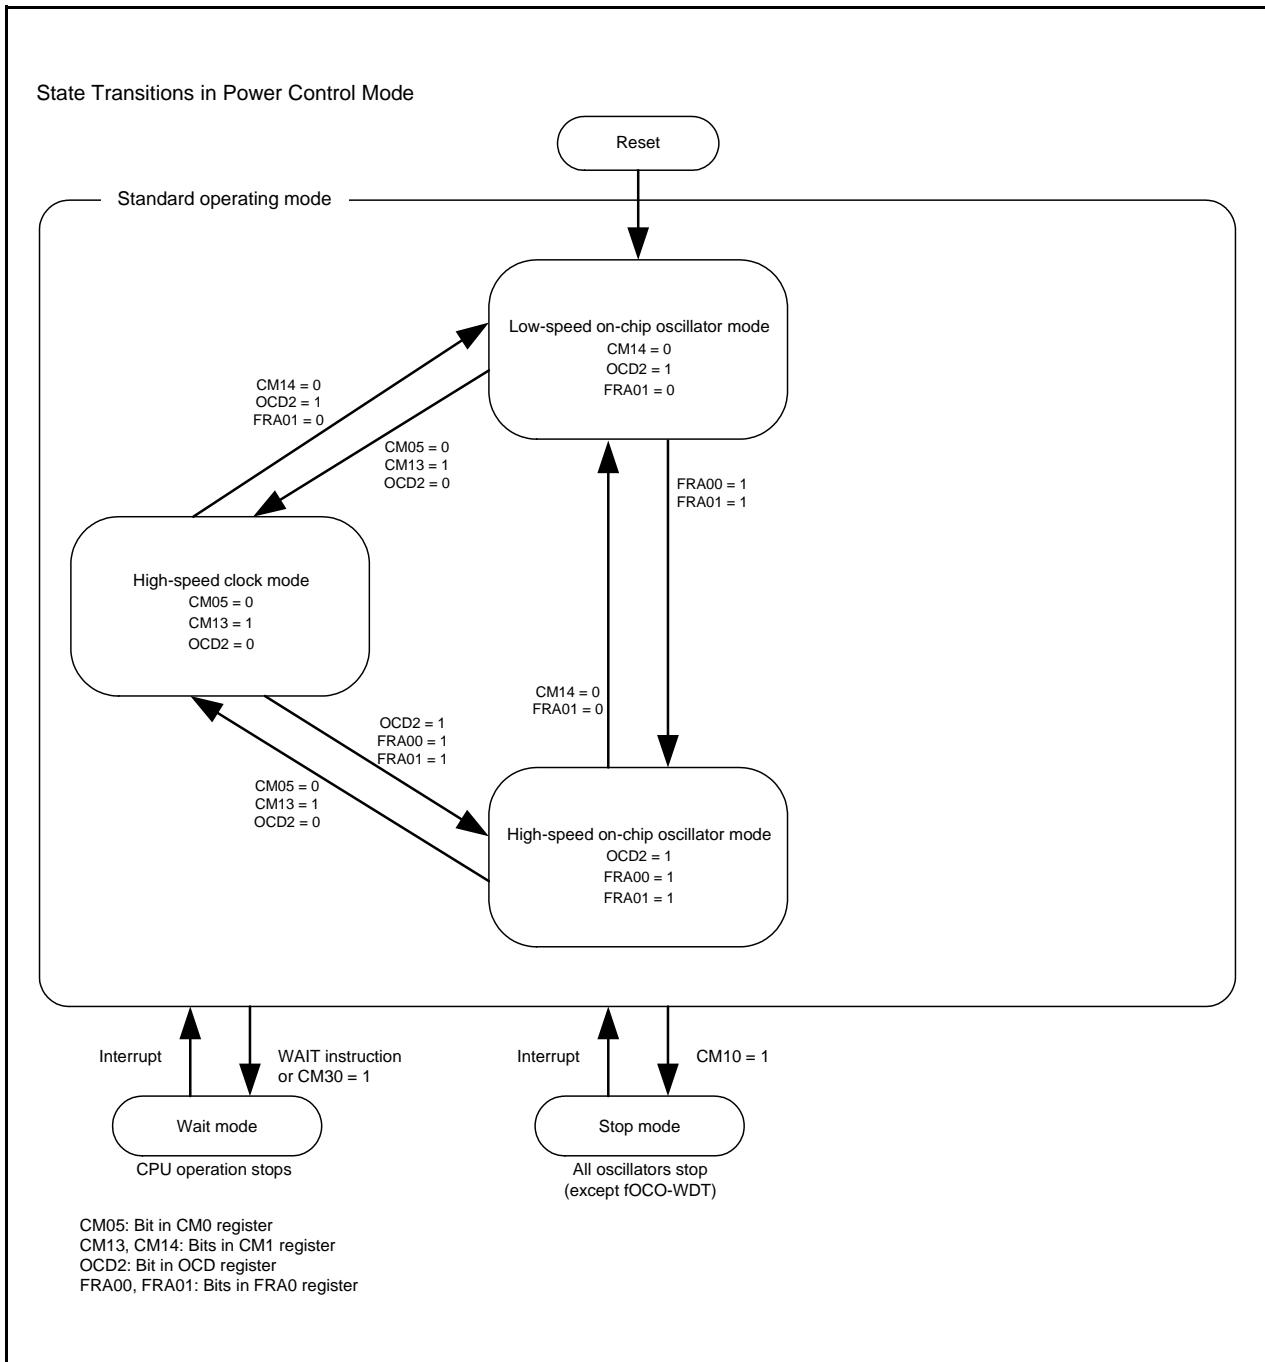 State Transitions in Power Control Mode
Reset
Standard operating mode
Low-speed on-chip oscillator mode
CM14 = 0
OCD2 = 1
FRA01 = 0
CM14 = 0
OCD2 = 1
FRA01 = 0
CM05 = 0
CM13 = 1
OCD2 = 0
FRA00 = 1
FRA01 = 1
High-speed clock mode
CM05 = 0
CM13 = 1
OCD2 = 0
CM14 = 0
FRA01 = 0
OCD2 = 1
FRA00 = 1
FRA01 = 1
CM05 = 0
CM13 = 1
OCD2 = 0
High-speed on-chip oscillator mode
OCD2 = 1
FRA00 = 1
FRA01 = 1
Interrupt
WAIT instruction
or CM30 = 1
Interrupt
CM10 = 1
Wait mode
Stop mode
CPU operation stops
All oscillators stop
(except fOCO-WDT)
CM05: Bit in CM0 register
CM13, CM14: Bits in CM1 register
OCD2: Bit in OCD register
FRA00, FRA01: Bits in FRA0 register